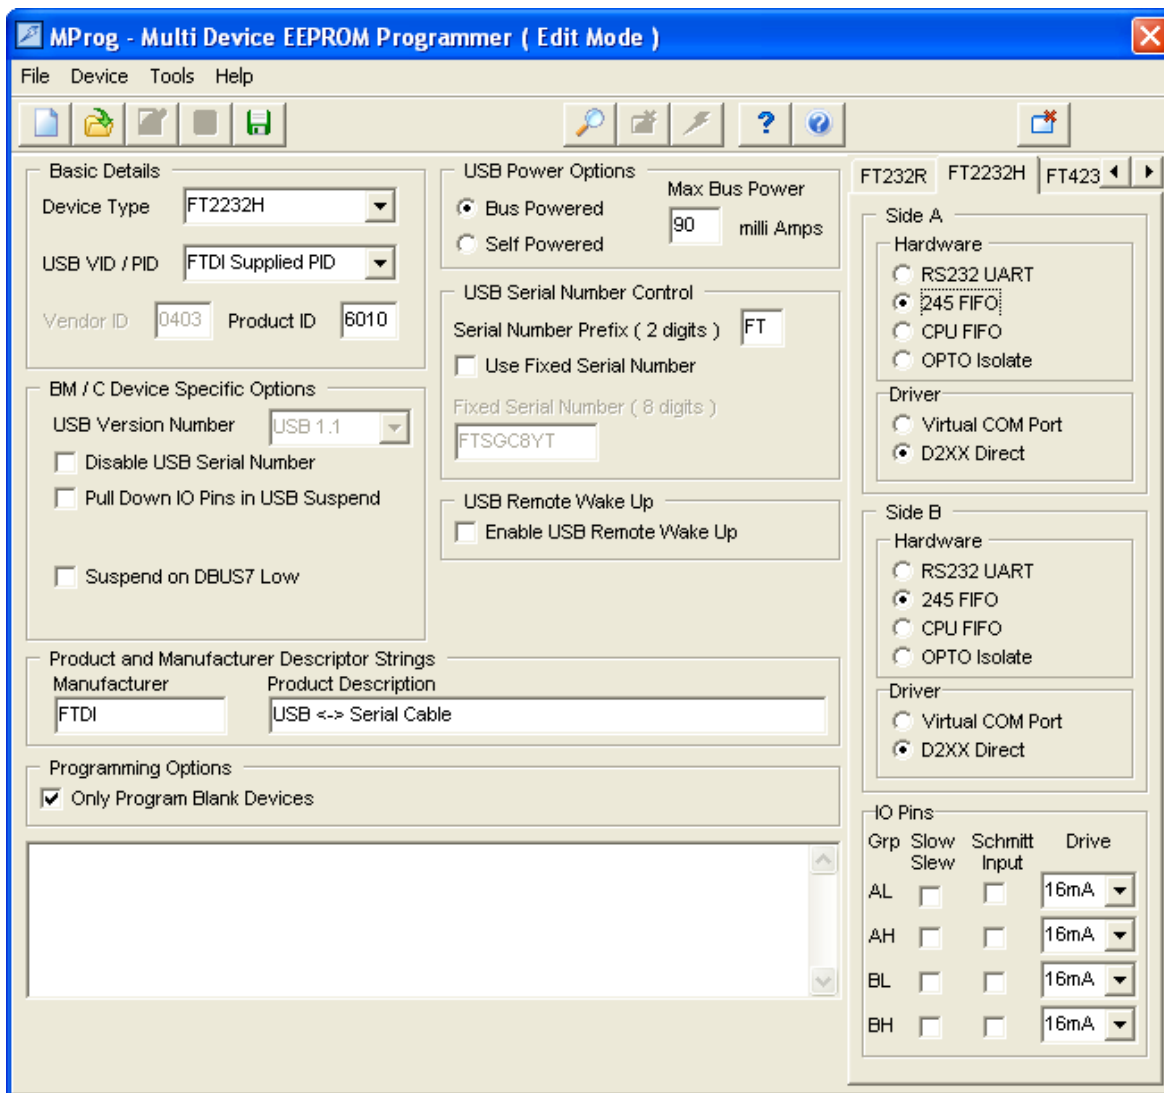 MProg - Multi Device EEPROM Programmer ( Edit Mode )
File Device Tools Help
Basic Details
Device Type FT2232H
USB VID / PID FTDI Supplied PID
Vendor ID 0403 Product ID 6010
BM / C Device Specific Options
USB Version Number USB 1.1
Disable USB Serial Number
Pull Down IO Pins in USB Suspend
Suspend on DBUS7 Low
USB Power Options
Bus Powered
Self Powered
Max Bus Power
90 milli Amps
USB Serial Number Control
Serial Number Prefix ( 2 digits ) FT
Use Fixed Serial Number
Fixed Serial Number ( 8 digits )
FTSGC8YT
USB Remote Wake Up
Enable USB Remote Wake Up
Product and Manufacturer Descriptor Strings
Manufacturer Product Description
FTDI USB <-> Serial Cable
Programming Options
Only Program Blank Devices
FT232R FT2232H FT423
Side A
Hardware
RS232 UART
245 FIFO
CPU FIFO
OPTO Isolate
Driver
Virtual COM Port
D2XX Direct
Side B
Hardware
RS232 UART
245 FIFO
CPU FIFO
OPTO Isolate
Driver
Virtual COM Port
D2XX Direct
IO Pins
Grp Slow Schmitt Drive
Slew Input
AL 16mA
AH 16mA
BL 16mA
BH 16mA